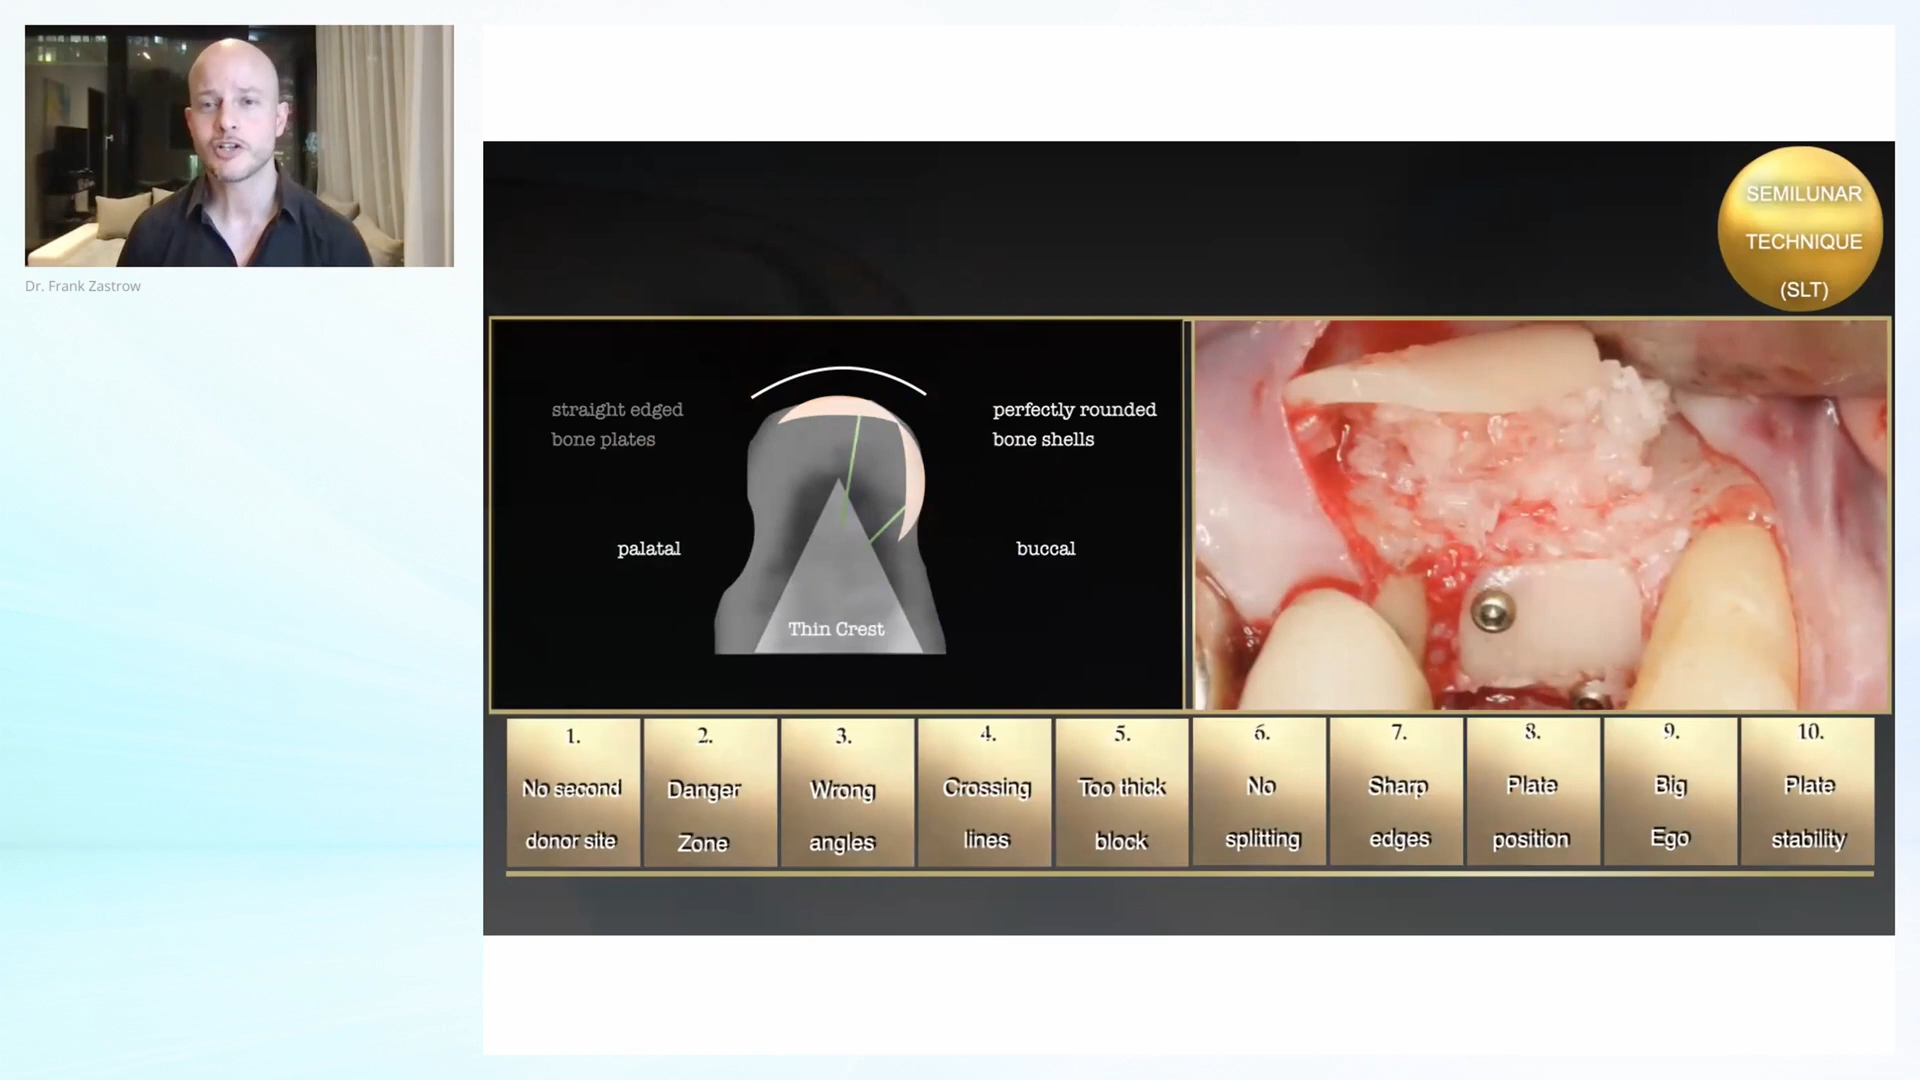 Dr. Frank Zastrow
SEMILUNAR
TECHNIQUE
(SLT)
straight edged
bone plates
perfectly rounded
bone shells
palatal
buccal
Thin Crest
1.
No second
donor site
2.
Danger
Zone
3.
Wrong
angles
4.
Crossing
lines
5.
Too thick
block
6.
No
splitting
7.
Sharp
edges
8.
Plate
position
9.
Big
Ego
10.
Plate
stability